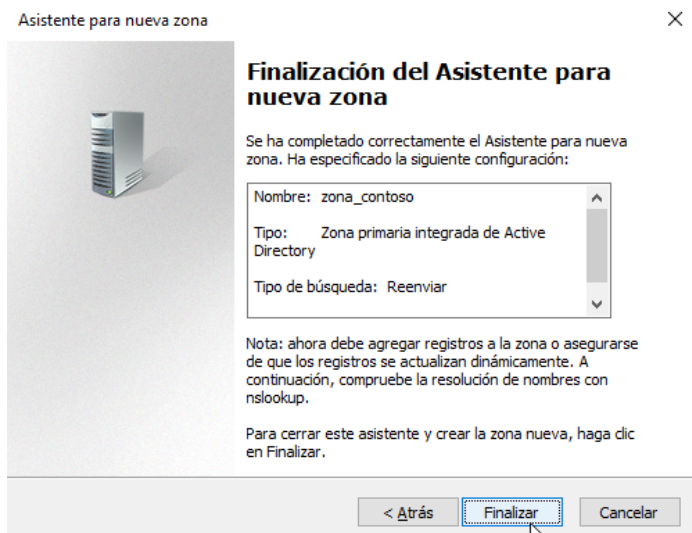 Asistente para nueva zona
Finalización del Asistente para
nueva zona
Se ha completado correctamente el Asistente para nueva
zona. Ha especificado la siguiente configuración:
Nombre: zona_contoso
Tipo: Zona primaria integrada de Active
Directory
Tipo de búsqueda: Reenviar
Nota: ahora debe agregar registros a la zona o asegurarse
de que los registros se actualizan dinámicamente. A
continuación, compruebe la resolución de nombres con
nslookup.
Para cerrar este asistente y crear la zona nueva, haga clic
en Finalizar.
< Atrás Finalizar Cancelar